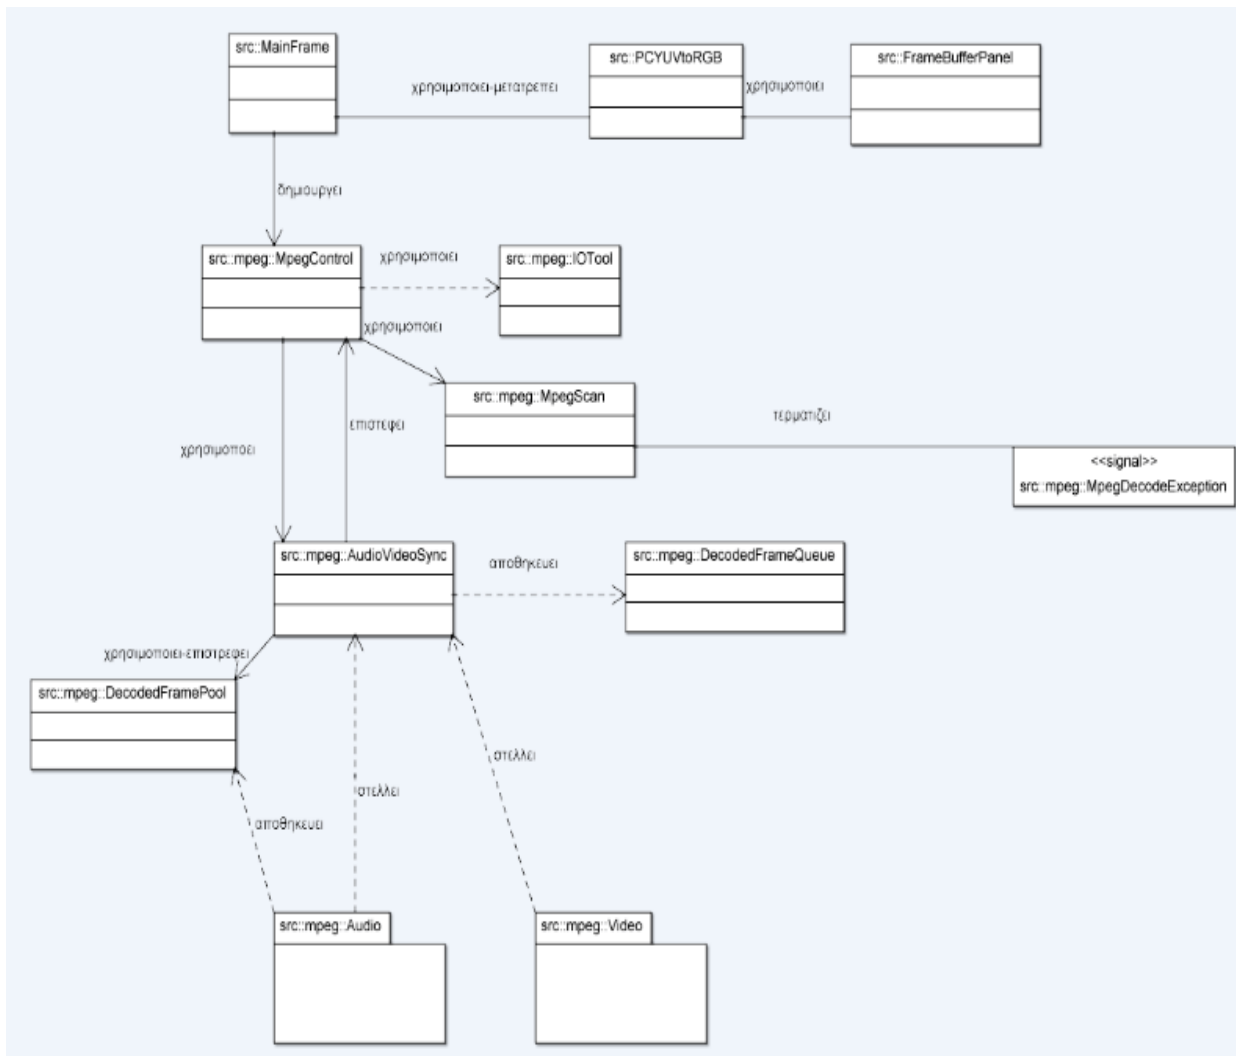 src::MainFrame
src::PCYUVtoRGB
src::FrameBufferPanel
χρησιμοποιει-μετατρεπει
χρησιμοποιει
δημιουργει
src::mpeg::MpegControl
χρησιμοποιει
src::mpeg::IOTool
χρησιμοποιει
src::mpeg::MpegScan
τερματιζει
επιστεφει
χρησιμοποει
<<signal>>
src::mpeg::MpegDecodeException
src::mpeg::AudioVideoSync
αποθηκευει
src::mpeg::DecodedFrameQueue
χρησιμοποιει-επιστρεφει
src::mpeg::DecodedFramePool
στελλει
στελλει
αποθηκευει
src::mpeg::Audio
src::mpeg::Video